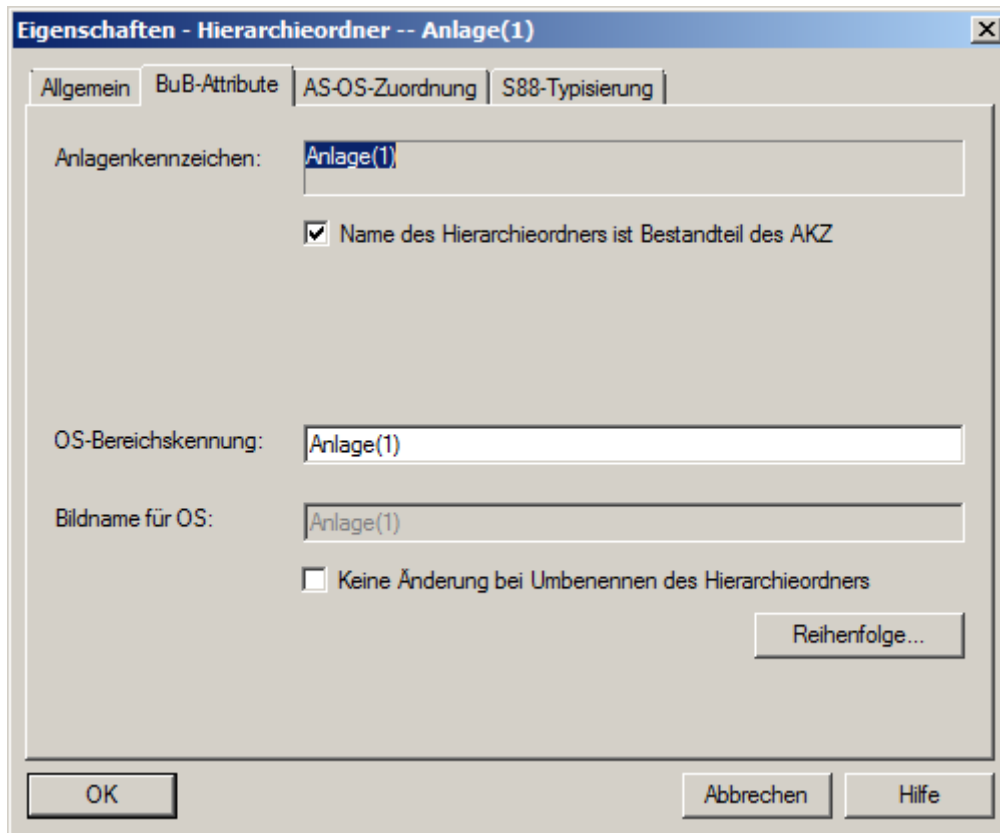 Eigenschaften - Hierarchieordner -- Anlage(1)
Allgemein BuB-Attribute AS-OS-Zuordnung S88-Typisierung
Anlagenkennzeichen: Anlage(1)
Name des Hierarchieordners ist Bestandteil des AKZ
OS-Bereichskennung: Anlage(1)
Bildname für OS: Anlage(1)
Keine Änderung bei Umbenennen des Hierarchieordners
Reihenfolge...
OK Abbrechen Hilfe